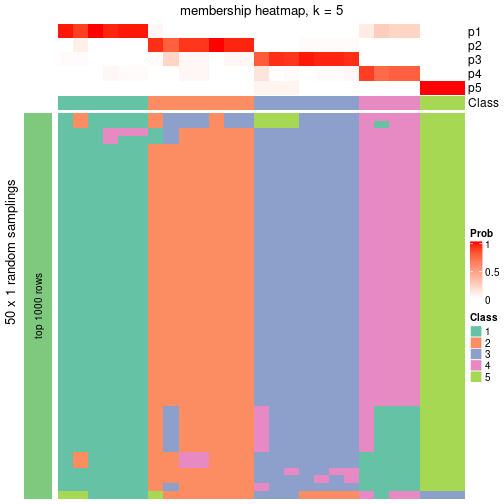 membership heatmap, k = 5
p1
p2
p3
p4
p5
Class
50 x 1 random samplings
top 1000 rows
Prob
1
0.5
0
Class
1
2
3
4
5